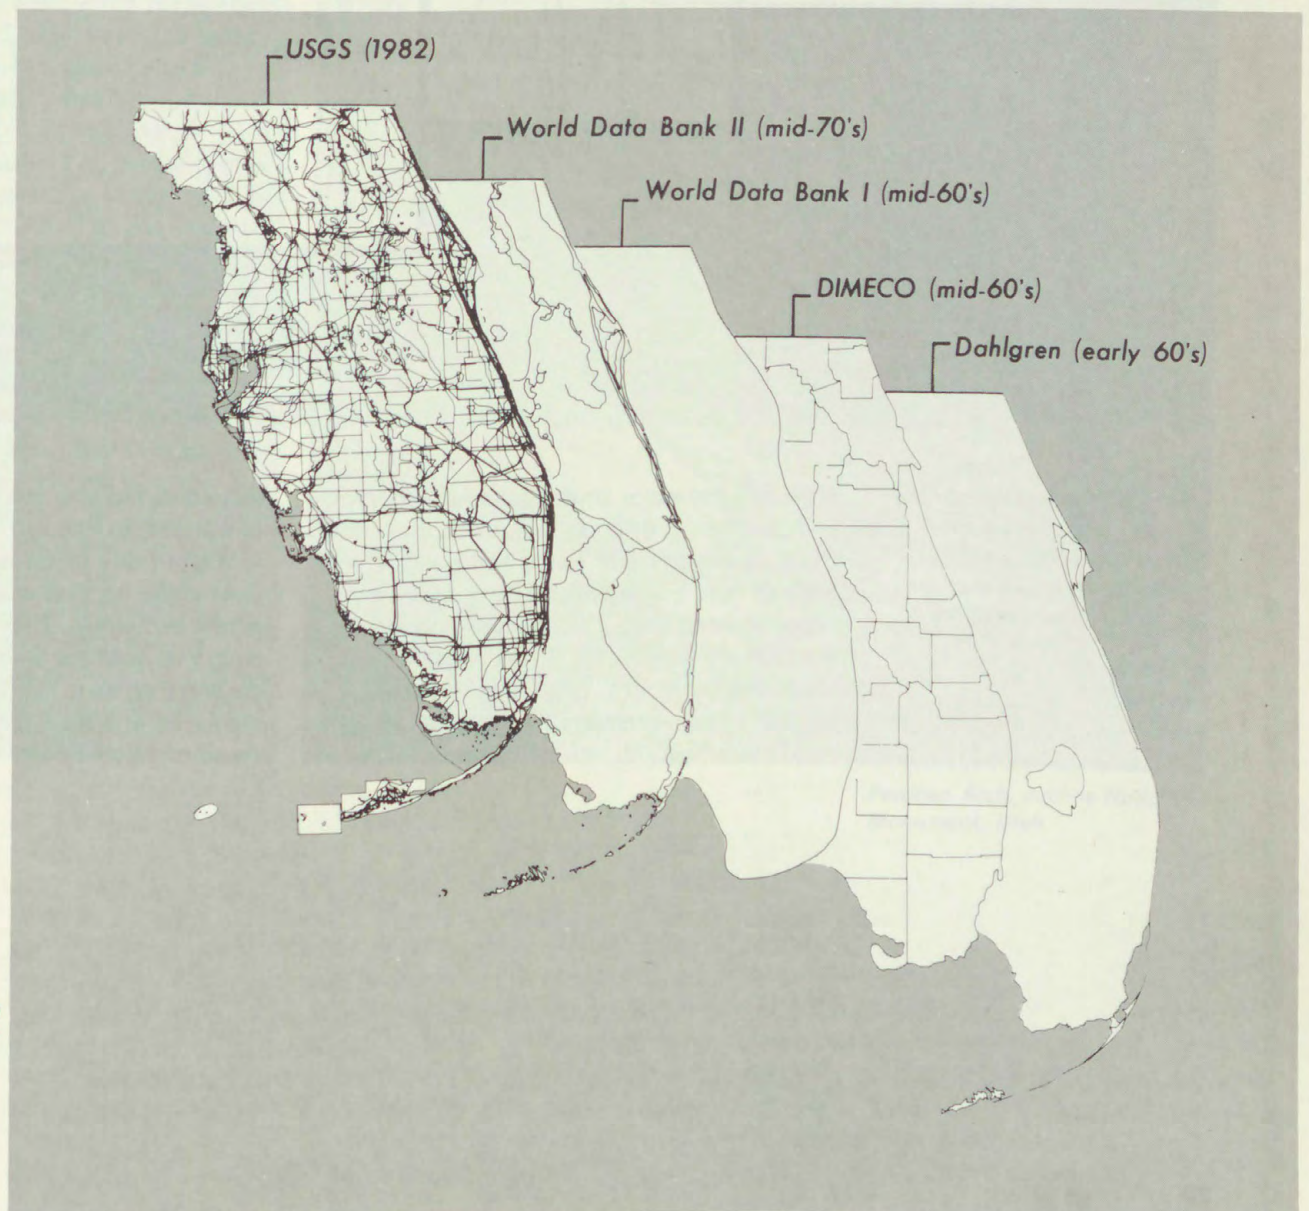 USGS (1982)
World Data Bank II (mid-70's)
World Data Bank I (mid-60's)
DIMECO (mid-60's)
Dahlgren (early 60's)